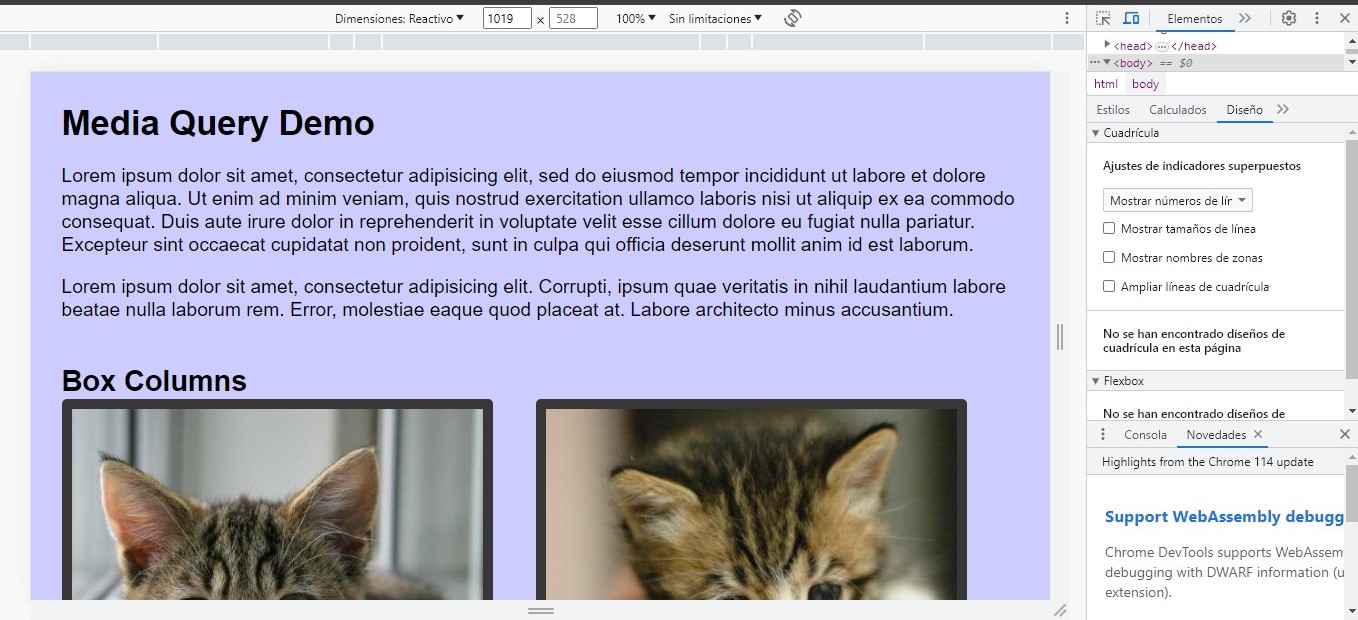 Dimensiones: Reactivo 1019 × 528 100% Sin limitaciones
Elementos
<head> </head>
<body> == $0
html body
Estilos Calculados Diseño
Cuadrícula
Ajustes de indicadores superpuestos
Mostrar números de lír
Mostrar tamaños de línea
Mostrar nombres de zonas
Ampliar líneas de cuadrícula
No se han encontrado diseños de
cuadrícula en esta página
Flexbox
No se han encontrado diseños de
Consola Novedades
Highlights from the Chrome 114 update
Support WebAssembly debugg
Chrome DevTools supports WebAssem
debugging with DWARF information (u
extension).
Media Query Demo
Lorem ipsum dolor sit amet, consectetur adipisicing elit, sed do eiusmod tempor incididunt ut labore et dolore
magna aliqua. Ut enim ad minim veniam, quis nostrud exercitation ullamco laboris nisi ut aliquip ex ea commodo
consequat. Duis aute irure dolor in reprehenderit in voluptate velit esse cillum dolore eu fugiat nulla pariatur.
Excepteur sint occaecat cupidatat non proident, sunt in culpa qui officia deserunt mollit anim id est laborum.
Lorem ipsum dolor sit amet, consectetur adipisicing elit. Corrupti, ipsum quae veritatis in nihil laudantium labore
beatae nulla laborum rem. Error, molestiae eaque quod placeat at. Labore architecto minus accusantium.
Box Columns